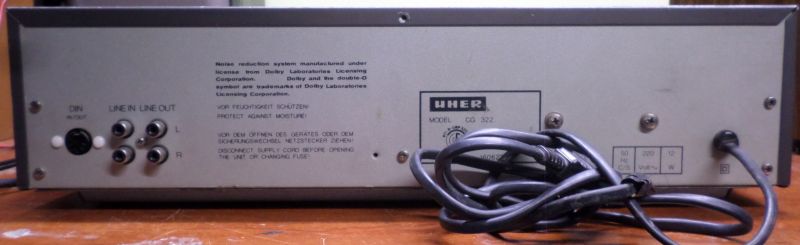 Noise reduction system manufactured under
license from Dolby Laboratories Licensing
Corporation. Dolby and the double-D
symbol are trademarks of Dolby Laboratories
Licensing Corporation.
DIN
IN/OUT
LINE IN LINE OUT
L
R
VOR FEUCHTIGKEIT SCHÜTZEN!
PROTECT AGAINST MOISTURE!
VOR DEM ÖFFNEN DES GERÄTES ODER DEM
SICHERUNGSWECHSEL NETZSTECKER ZIEHEN!
DISCONNECT SUPPLY CORD BEFORE OPENING
THE UNIT OR CHANGING FUSE!
UHER
MODEL CG 322
50 220 12
Hz Volt~ W
C/S